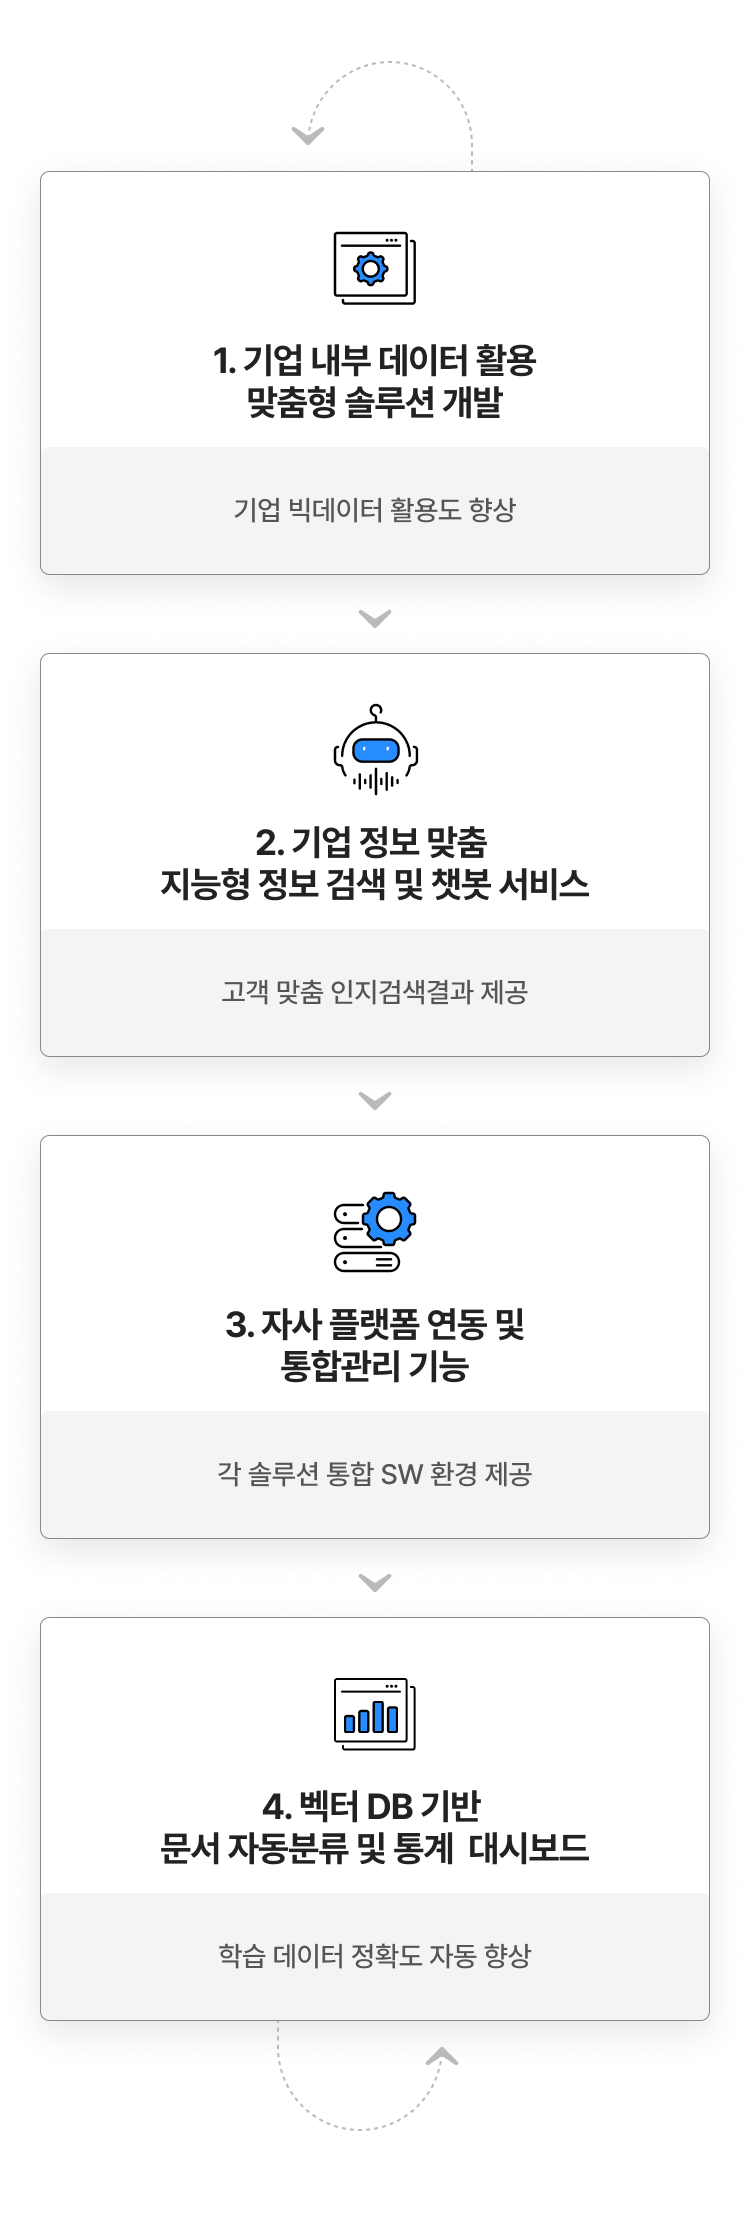 1. 기업 내부 데이터 활용
맞춤형 솔루션 개발
기업 빅데이터 활용도 향상
2. 기업 정보 맞춤
지능형 정보 검색 및 챗봇 서비스
고객 맞춤 인지검색결과 제공
3. 자사 플랫폼 연동 및
통합관리 기능
각 솔루션 통합 SW 환경 제공
4. 벡터 DB 기반
문서 자동분류 및 통계  대시보드
학습 데이터 정확도 자동 향상